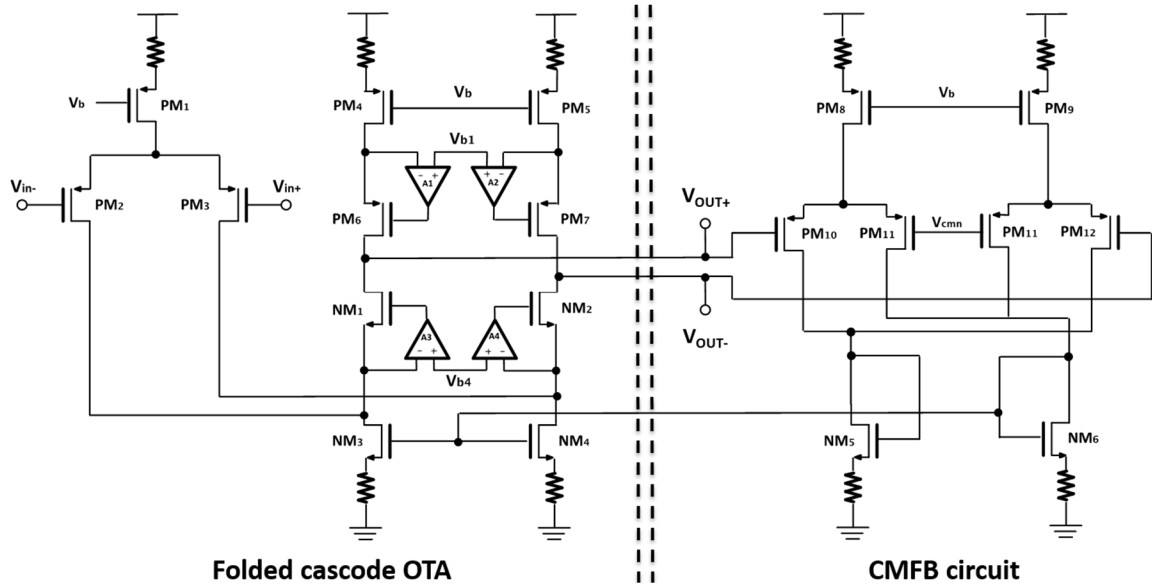 Vb
PM1
Vin-
PM2
PM3
Vin+
PM4
Vb
PM5
Vb1
- +
A1
+ -
A2
PM6
PM7
NM1
NM2
A3
- +
A4
+ -
Vb4
NM3
NM4
VOUT+
VOUT-
PM8
Vb
PM9
PM10
PM11
Vcmn
PM11
PM12
NM5
NM6
Folded cascode OTA
CMFB circuit